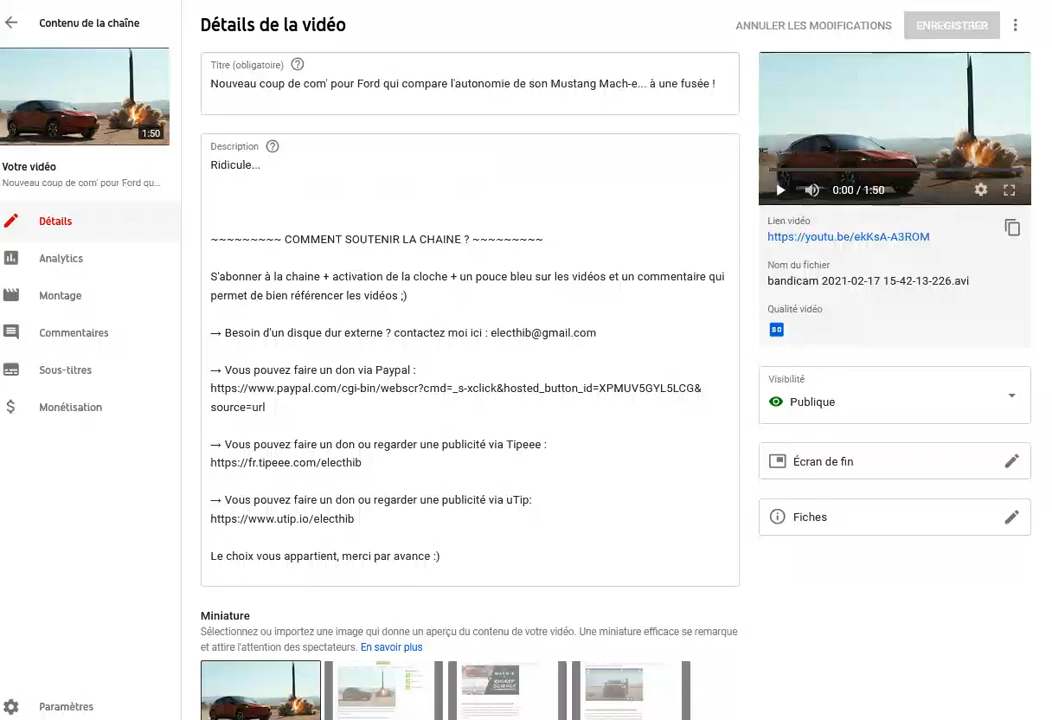 Contenu de la chaîne
Détails de la vidéo
ANNULER LES MODIFICATIONS
ENREGISTRER
1:50
Votre vidéo
Nouveau coup de com' pour Ford qu...
Détails
Analytics
Montage
Commentaires
Sous-titres
Monétisation
Paramètres
Titre (obligatoire)
Nouveau coup de com' pour Ford qui compare l'autonomie de son Mustang Mach-e... à une fusée !
Description
Ridicule...
~~~~~~~~~ COMMENT SOUTENIR LA CHAINE ? ~~~~~~~~~
S'abonner à la chaine + activation de la cloche + un pouce bleu sur les vidéos et un commentaire qui
permet de bien référencer les vidéos ;)
→ Besoin d'un disque dur externe ? contactez moi ici : electhib@gmail.com
→ Vous pouvez faire un don via Paypal :
https://www.paypal.com/cgi-bin/webscr?cmd=_s-xclick&hosted_button_id=XPMUV5GYL5LCG&
source=url
→ Vous pouvez faire un don ou regarder une publicité via Tipeee :
https://fr.tipeee.com/electhib
→ Vous pouvez faire un don ou regarder une publicité via uTip:
https://www.utip.io/electhib
Le choix vous appartient, merci par avance :)
Miniature
Sélectionnez ou importez une image qui donne un aperçu du contenu de votre vidéo. Une miniature efficace se remarque
et attire l'attention des spectateurs. En savoir plus
0:00 / 1:50
Lien vidéo
https://youtu.be/ekKsA-A3ROM
Nom du fichier
bandicam 2021-02-17 15-42-13-226.avi
Qualité vidéo
SD
Visibilité
Publique
Écran de fin
Fiches